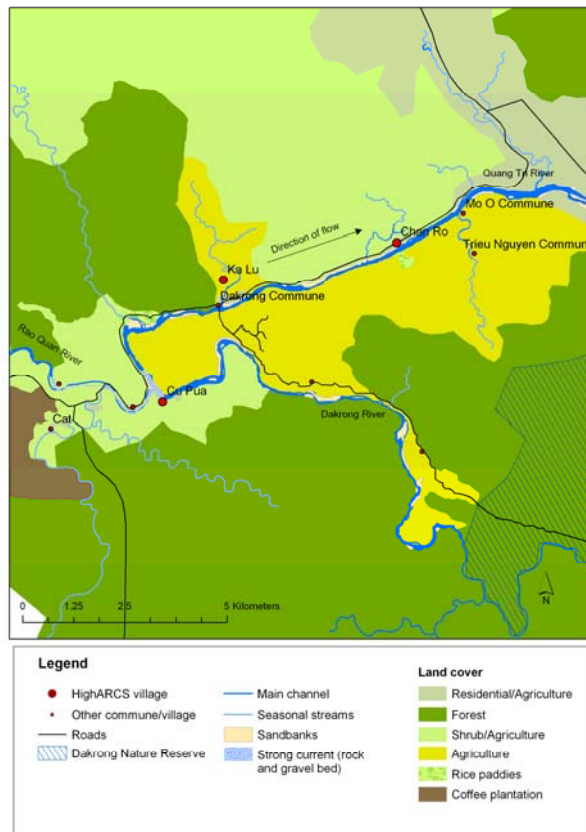 Quang Tri River
Mo O Commune
Chan Ro
Direction of flow
Trieu Nguyen Commun
Ka Lu
Dakrong Commune
Rao Quan River
Cu Pua
Dakrong River
Cat
0 1.25 2.5 5 Kilometers
N
Legend
HighARCS village
Other commune/village
Roads
Dakrong Nature Reserve
Main channel
Seasonal streams
Sandbanks
Strong current (rock
and gravel bed)
Land cover
Residential/Agriculture
Forest
Shrub/Agriculture
Agriculture
Rice paddies
Coffee plantation